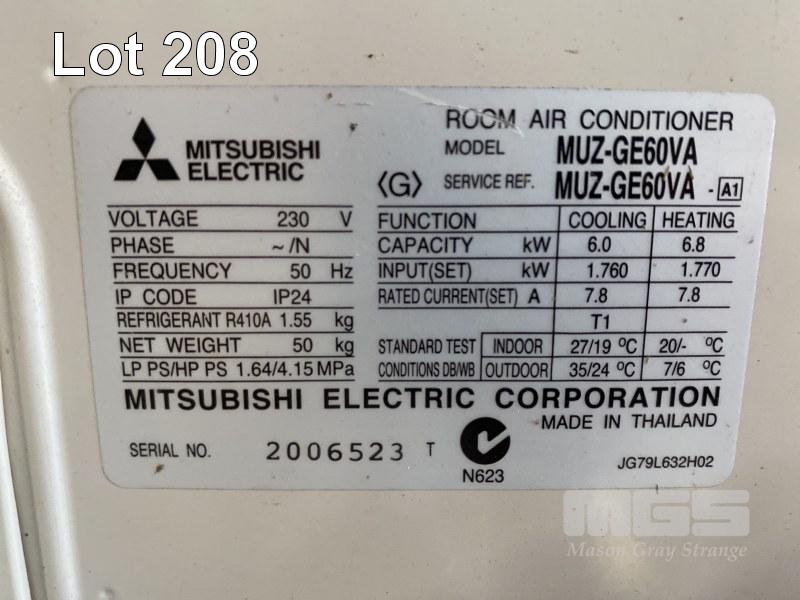 Lot 208
MITSUBISHI ELECTRIC
ROOM AIR CONDITIONER
MODEL MUZ-GE60VA
⟨G⟩ SERVICE REF. MUZ-GE60VA - A1
VOLTAGE 230 V
PHASE ~/N
FREQUENCY 50 Hz
IP CODE IP24
REFRIGERANT R410A 1.55 kg
NET WEIGHT 50 kg
LP PS/HP PS 1.64/4.15 MPa
FUNCTION COOLING HEATING
CAPACITY kW 6.0 6.8
INPUT(SET) kW 1.760 1.770
RATED CURRENT(SET) A 7.8 7.8
T1
STANDARD TEST INDOOR 27/19 ºC 20/- ºC
CONDITIONS DB/WB OUTDOOR 35/24 ºC 7/6 ºC
MITSUBISHI ELECTRIC CORPORATION
MADE IN THAILAND
SERIAL NO. 2006523 T
N623
JG79L632H02
MGS
Mason Gray Strange